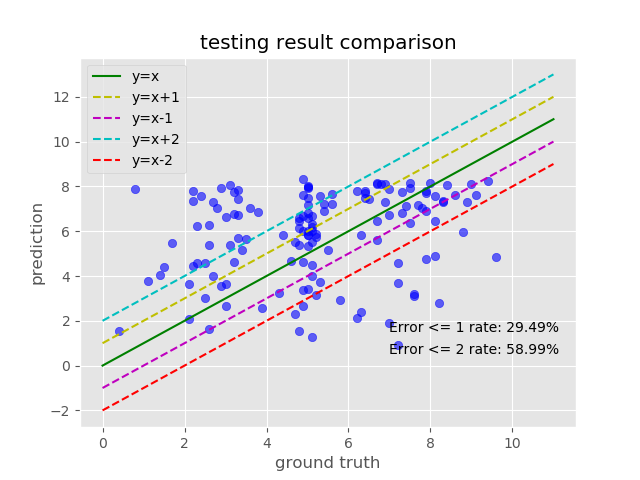 testing result comparison
y=x
y=x+1
y=x-1
y=x+2
y=x-2
12
10
8
6
4
2
0
−2
prediction
Error <= 1 rate: 29.49%
Error <= 2 rate: 58.99%
0
2
4
6
8
10
ground truth